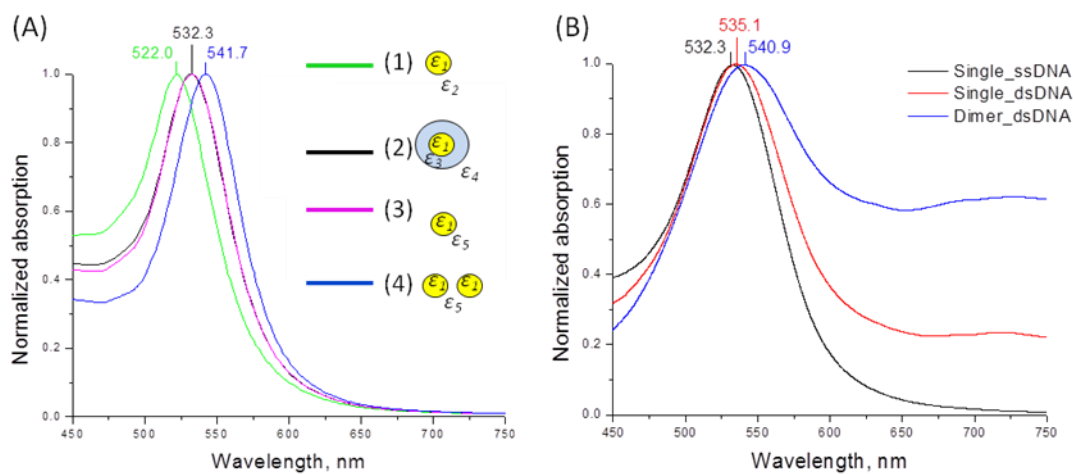 (A)
532.3
522.0
541.7
(1) ε1
ε2
(2) ε1
ε3
ε4
(3)
ε1
ε5
(4) ε1 ε1
ε5
Normalized absorption
1.0
0.8
0.6
0.4
0.2
0.0
450 500 550 600 650 700 750
Wavelength, nm
(B)
535.1
532.3 540.9
Single_ssDNA
Single_dsDNA
Dimer_dsDNA
Normalized absorption
1.0
0.8
0.6
0.4
0.2
0.0
450 500 550 600 650 700 750
Wavelength, nm